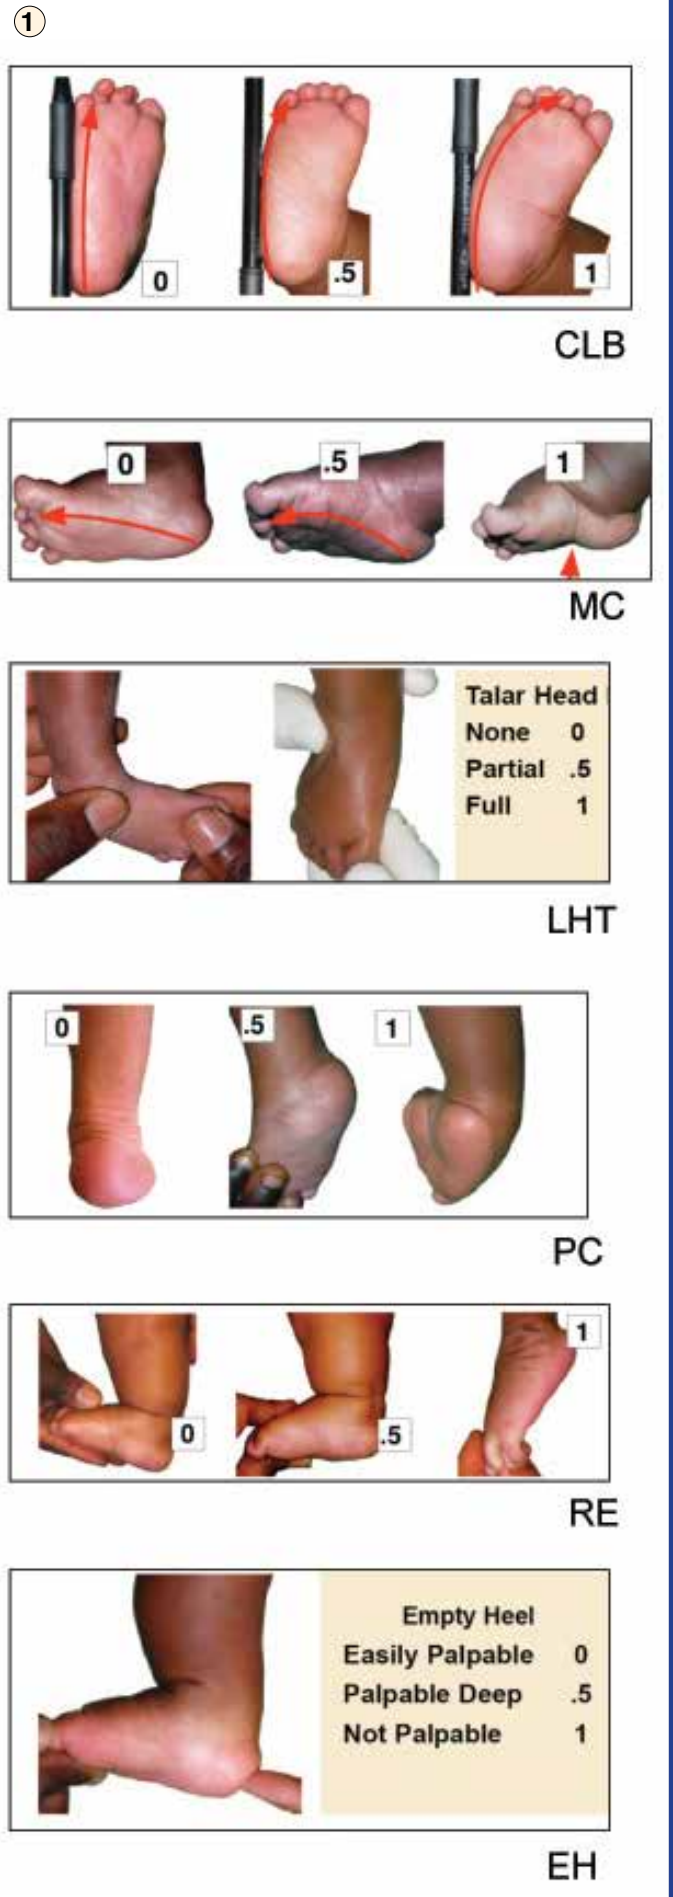 1
0 .5 1
CLB
0 .5 1
MC
Talar Head
None 0
Partial .5
Full 1
LHT
0 .5 1
PC
0 .5 1
RE
Empty Heel
Easily Palpable 0
Palpable Deep .5
Not Palpable 1
EH